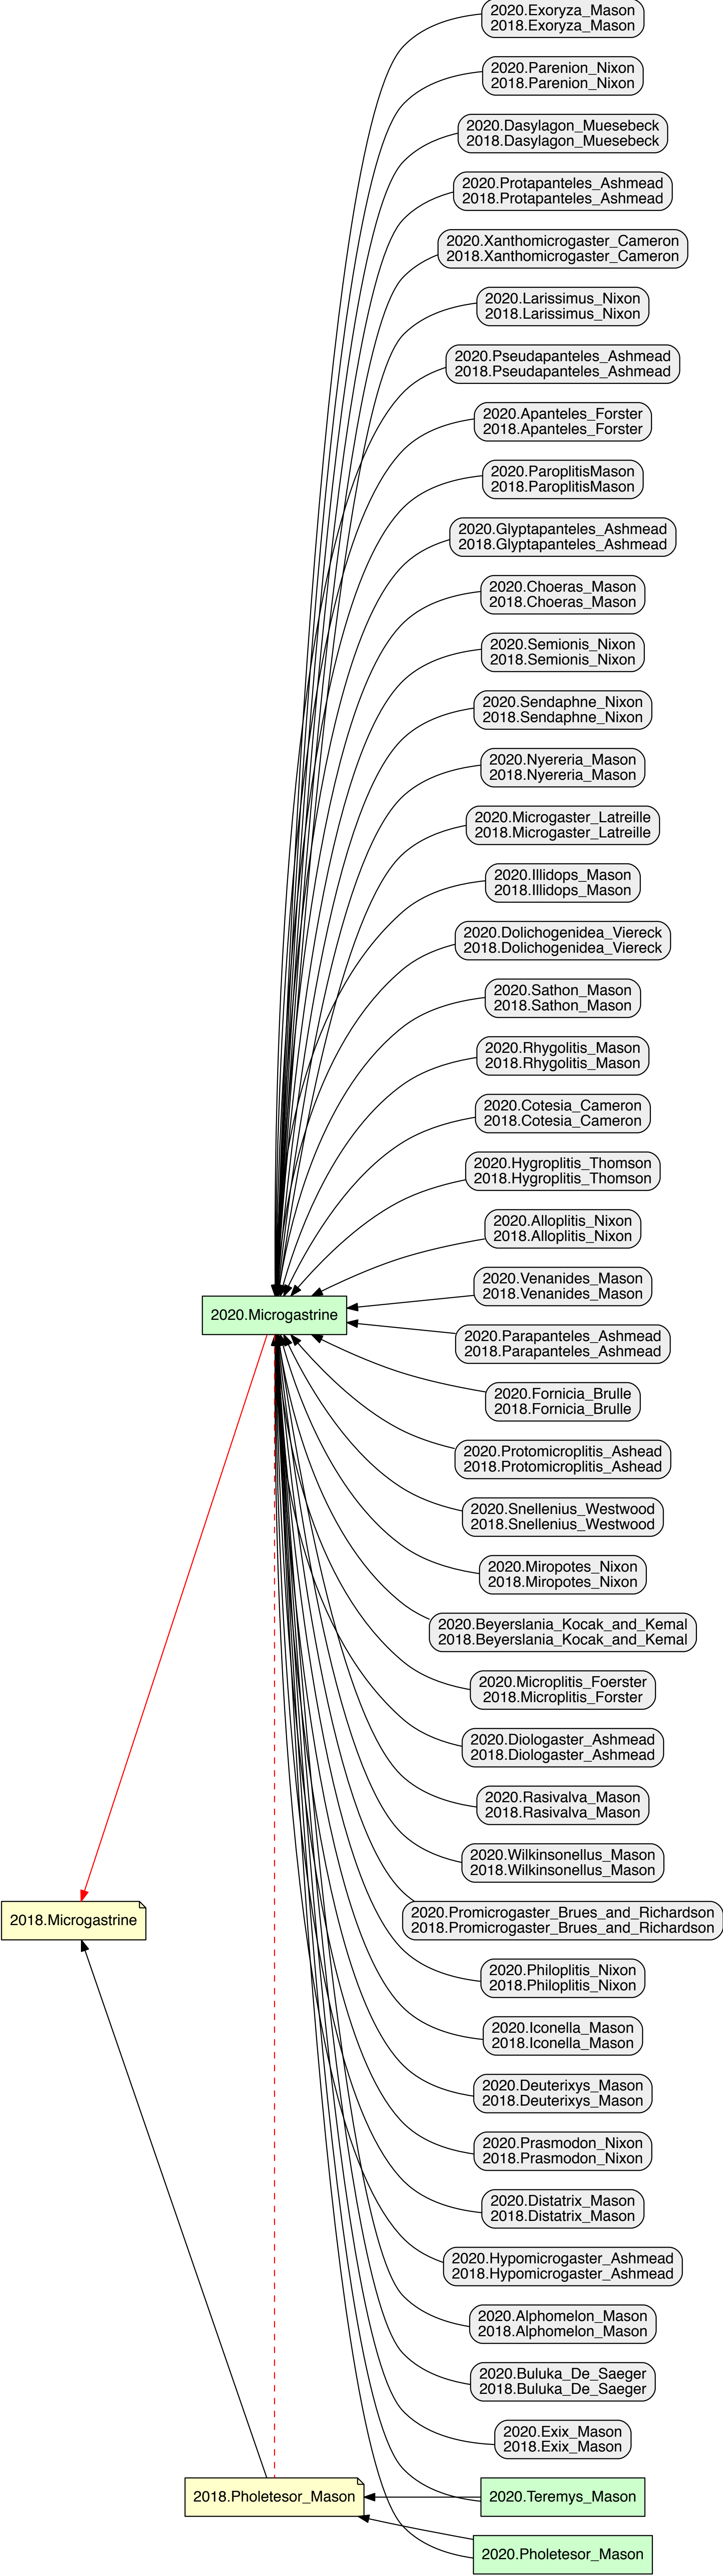 2020.Exoryza_Mason
2018.Exoryza_Mason
2020.Parenion_Nixon
2018.Parenion_Nixon
2020.Dasylagon_Muesebeck
2018.Dasylagon_Muesebeck
2020.Protapanteles_Ashmead
2018.Protapanteles_Ashmead
2020.Xanthomicrogaster_Cameron
2018.Xanthomicrogaster_Cameron
2020.Larissimus_Nixon
2018.Larissimus_Nixon
2020.Pseudapanteles_Ashmead
2018.Pseudapanteles_Ashmead
2020.Apanteles_Forster
2018.Apanteles_Forster
2020.ParoplitisMason
2018.ParoplitisMason
2020.Glyptapanteles_Ashmead
2018.Glyptapanteles_Ashmead
2020.Choeras_Mason
2018.Choeras_Mason
2020.Semionis_Nixon
2018.Semionis_Nixon
2020.Sendaphne_Nixon
2018.Sendaphne_Nixon
2020.Nyereria_Mason
2018.Nyereria_Mason
2020.Microgaster_Latreille
2018.Microgaster_Latreille
2020.Illidops_Mason
2018.Illidops_Mason
2020.Dolichogenidea_Viereck
2018.Dolichogenidea_Viereck
2020.Sathon_Mason
2018.Sathon_Mason
2020.Rhygolitis_Mason
2018.Rhygolitis_Mason
2020.Cotesia_Cameron
2018.Cotesia_Cameron
2020.Hygroplitis_Thomson
2018.Hygroplitis_Thomson
2020.Alloplitis_Nixon
2018.Alloplitis_Nixon
2020.Venanides_Mason
2018.Venanides_Mason
2020.Microgastrine
2020.Parapanteles_Ashmead
2018.Parapanteles_Ashmead
2020.Fornicia_Brulle
2018.Fornicia_Brulle
2020.Protomicroplitis_Ashead
2018.Protomicroplitis_Ashead
2020.Snellenius_Westwood
2018.Snellenius_Westwood
2020.Miropotes_Nixon
2018.Miropotes_Nixon
2020.Beyerslania_Kocak_and_Kemal
2018.Beyerslania_Kocak_and_Kemal
2020.Microplitis_Foerster
2018.Microplitis_Forster
2020.Diologaster_Ashmead
2018.Diologaster_Ashmead
2020.Rasivalva_Mason
2018.Rasivalva_Mason
2020.Wilkinsonellus_Mason
2018.Wilkinsonellus_Mason
2020.Promicrogaster_Brues_and_Richardson
2018.Promicrogaster_Brues_and_Richardson
2018.Microgastrine
2020.Philoplitis_Nixon
2018.Philoplitis_Nixon
2020.Iconella_Mason
2018.Iconella_Mason
2020.Deuterixys_Mason
2018.Deuterixys_Mason
2020.Prasmodon_Nixon
2018.Prasmodon_Nixon
2020.Distatrix_Mason
2018.Distatrix_Mason
2020.Hypomicrogaster_Ashmead
2018.Hypomicrogaster_Ashmead
2020.Alphomelon_Mason
2018.Alphomelon_Mason
2020.Buluka_De_Saeger
2018.Buluka_De_Saeger
2020.Exix_Mason
2018.Exix_Mason
2018.Pholetesor_Mason
2020.Teremys_Mason
2020.Pholetesor_Mason